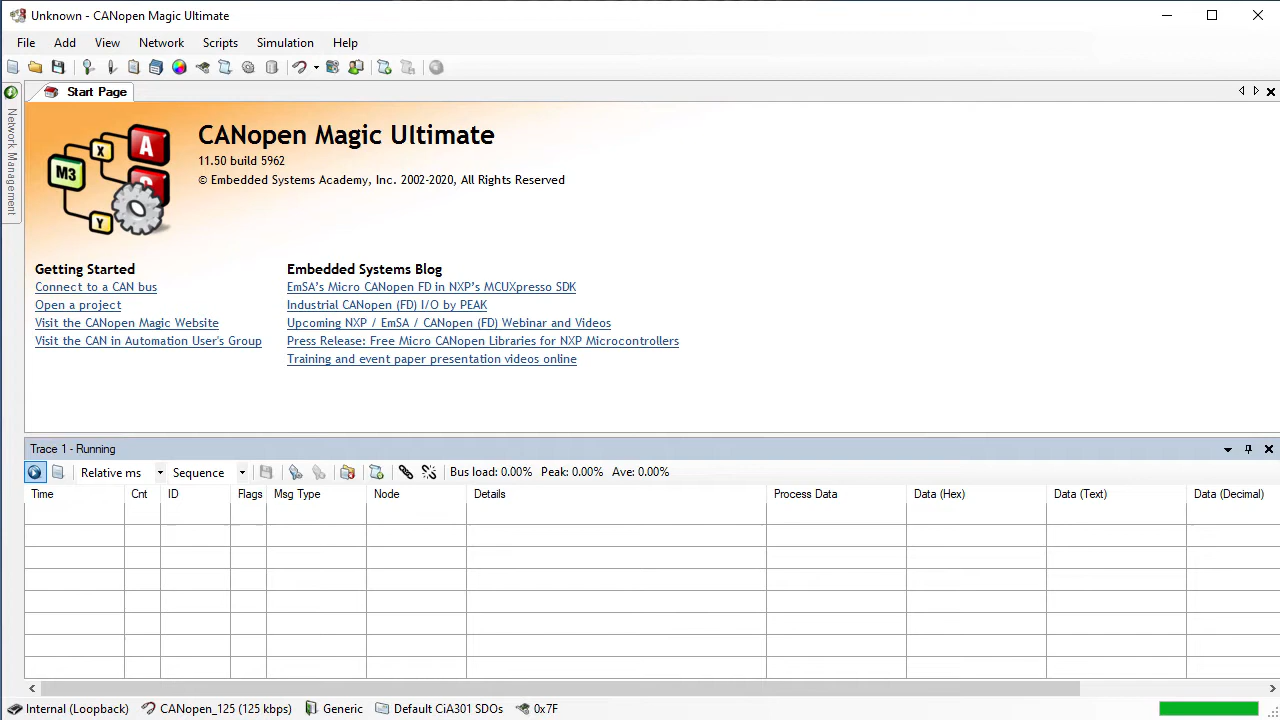 Unknown - CANopen Magic Ultimate
File Add View Network Scripts Simulation Help
Start Page
Network Management
M3 X A Y
CANopen Magic Ultimate
11.50 build 5962
© Embedded Systems Academy, Inc. 2002-2020, All Rights Reserved
Getting Started
Connect to a CAN bus
Open a project
Visit the CANopen Magic Website
Visit the CAN in Automation User's Group
Embedded Systems Blog
EmSA's Micro CANopen FD in NXP's MCUXpresso SDK
Industrial CANopen (FD) I/O by PEAK
Upcoming NXP / EmSA / CANopen (FD) Webinar and Videos
Press Release: Free Micro CANopen Libraries for NXP Microcontrollers
Training and event paper presentation videos online
Trace 1 - Running
Relative ms Sequence Bus load: 0.00% Peak: 0.00% Ave: 0.00%
Time Cnt ID Flags Msg Type Node Details Process Data Data (Hex) Data (Text) Data (Decimal)
Internal (Loopback) CANopen_125 (125 kbps) Generic Default CiA301 SDOs 0x7F